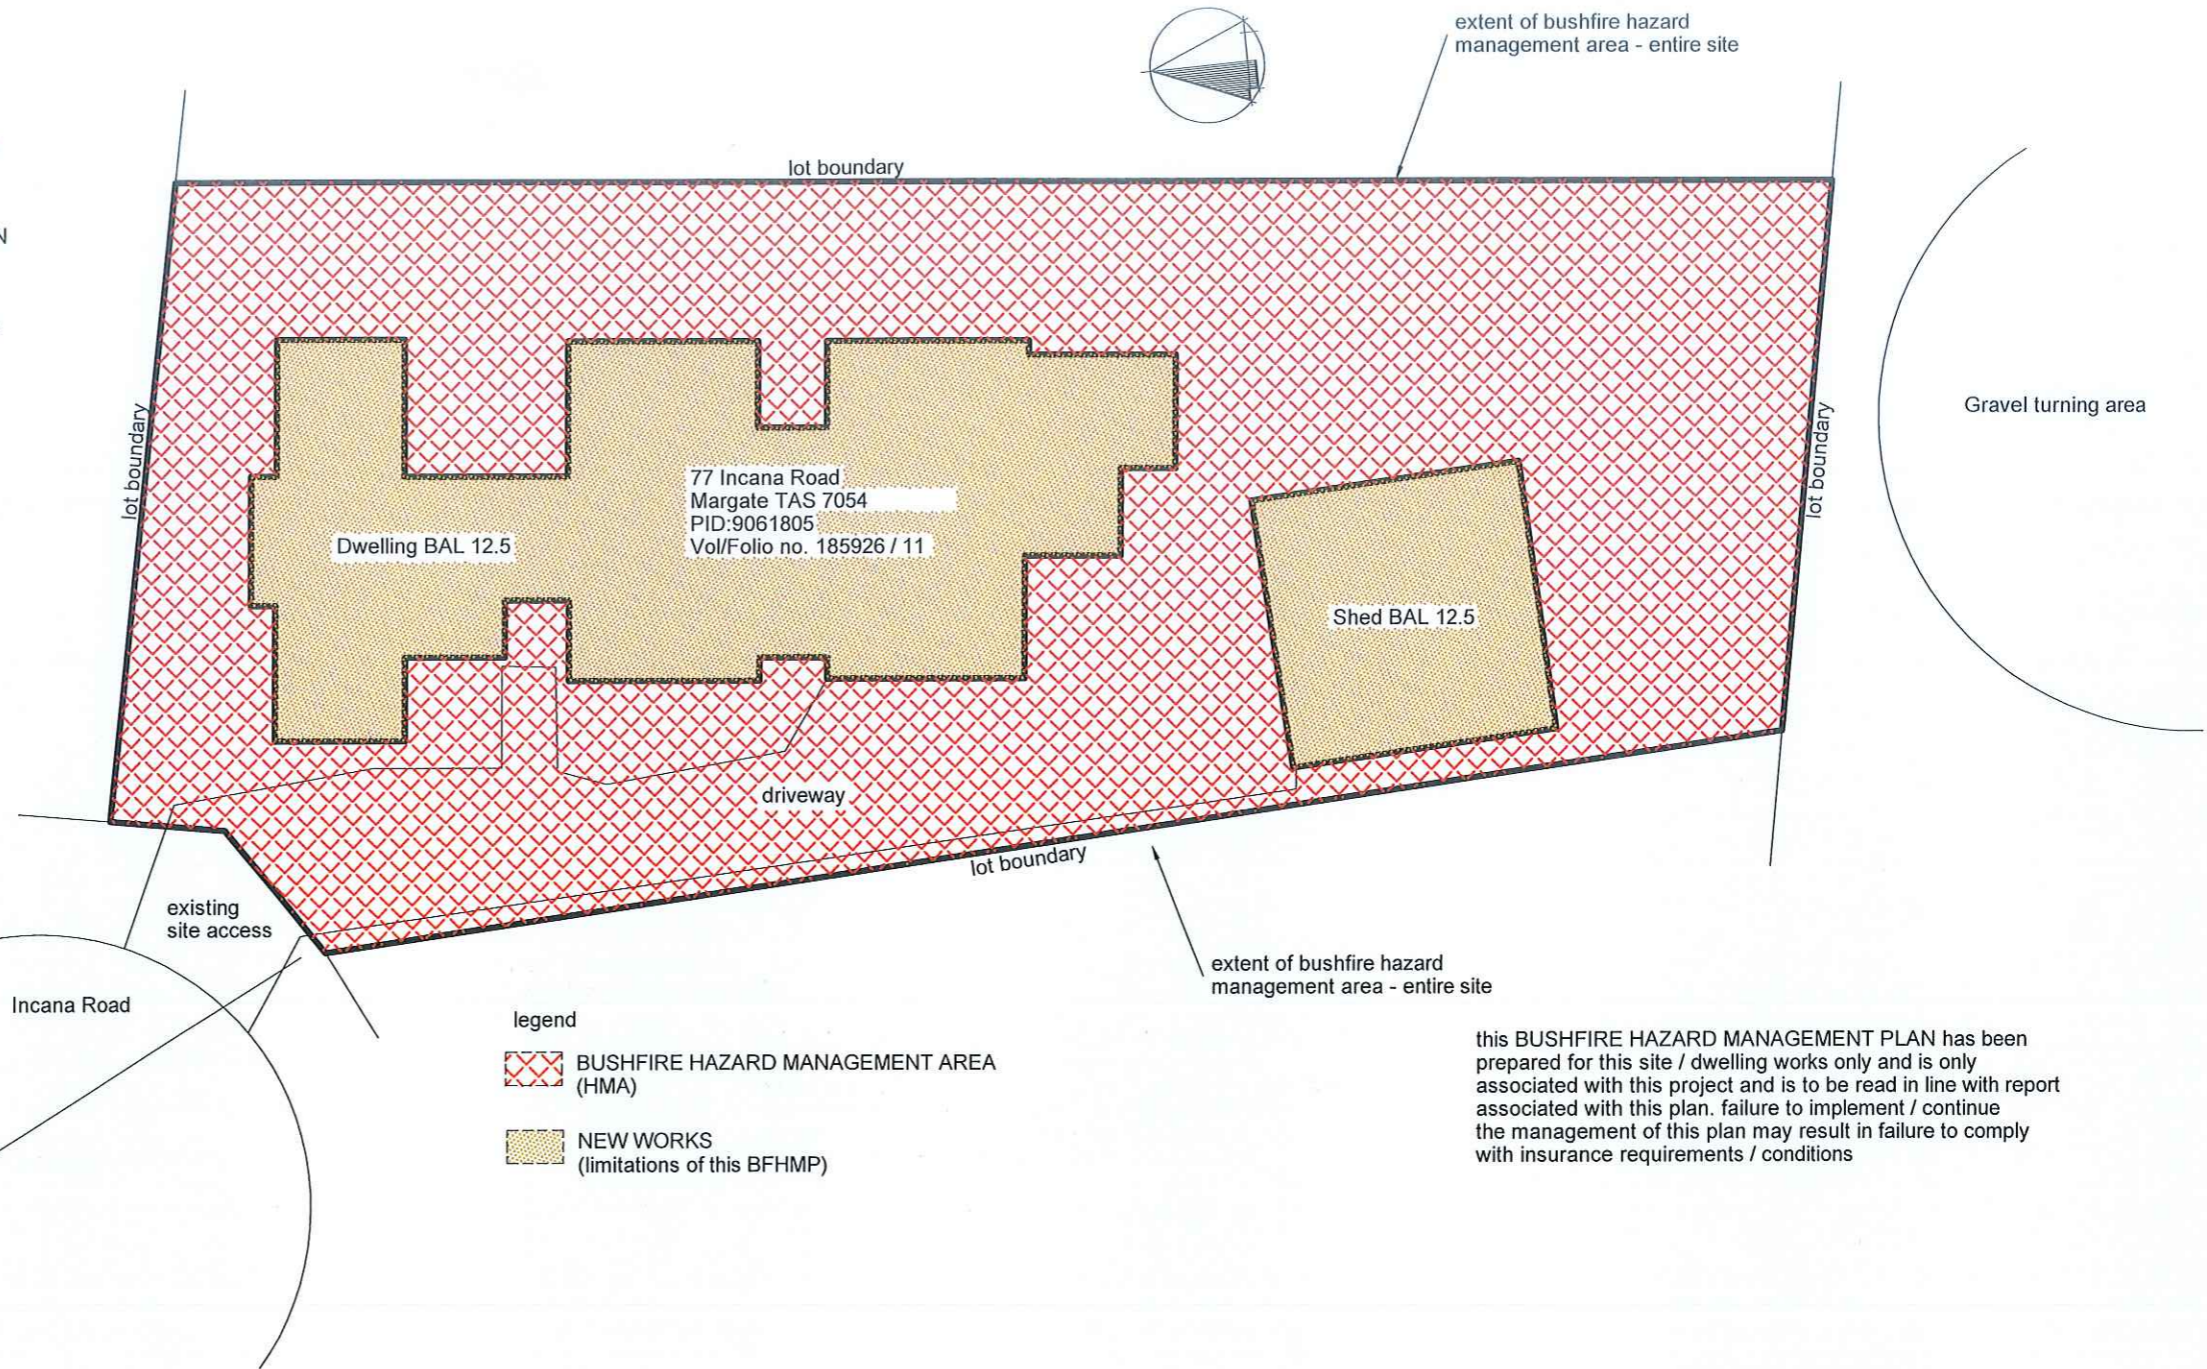 extent of bushfire hazard
management area - entire site
lot boundary
N
lot boundary
Gravel turning area
lot boundary
77 Incana Road
Margate TAS 7054
PID:9061805
Vol/Folio no. 185926 / 11
Dwelling BAL 12.5
Shed BAL 12.5
driveway
lot boundary
existing
site access
extent of bushfire hazard
management area - entire site
Incana Road
legend
BUSHFIRE HAZARD MANAGEMENT AREA
(HMA)
NEW WORKS
(limitations of this BFHMP)
this BUSHFIRE HAZARD MANAGEMENT PLAN has been
prepared for this site / dwelling works only and is only
associated with this project and is to be read in line with report
associated with this plan. failure to implement / continue
the management of this plan may result in failure to comply
with insurance requirements / conditions